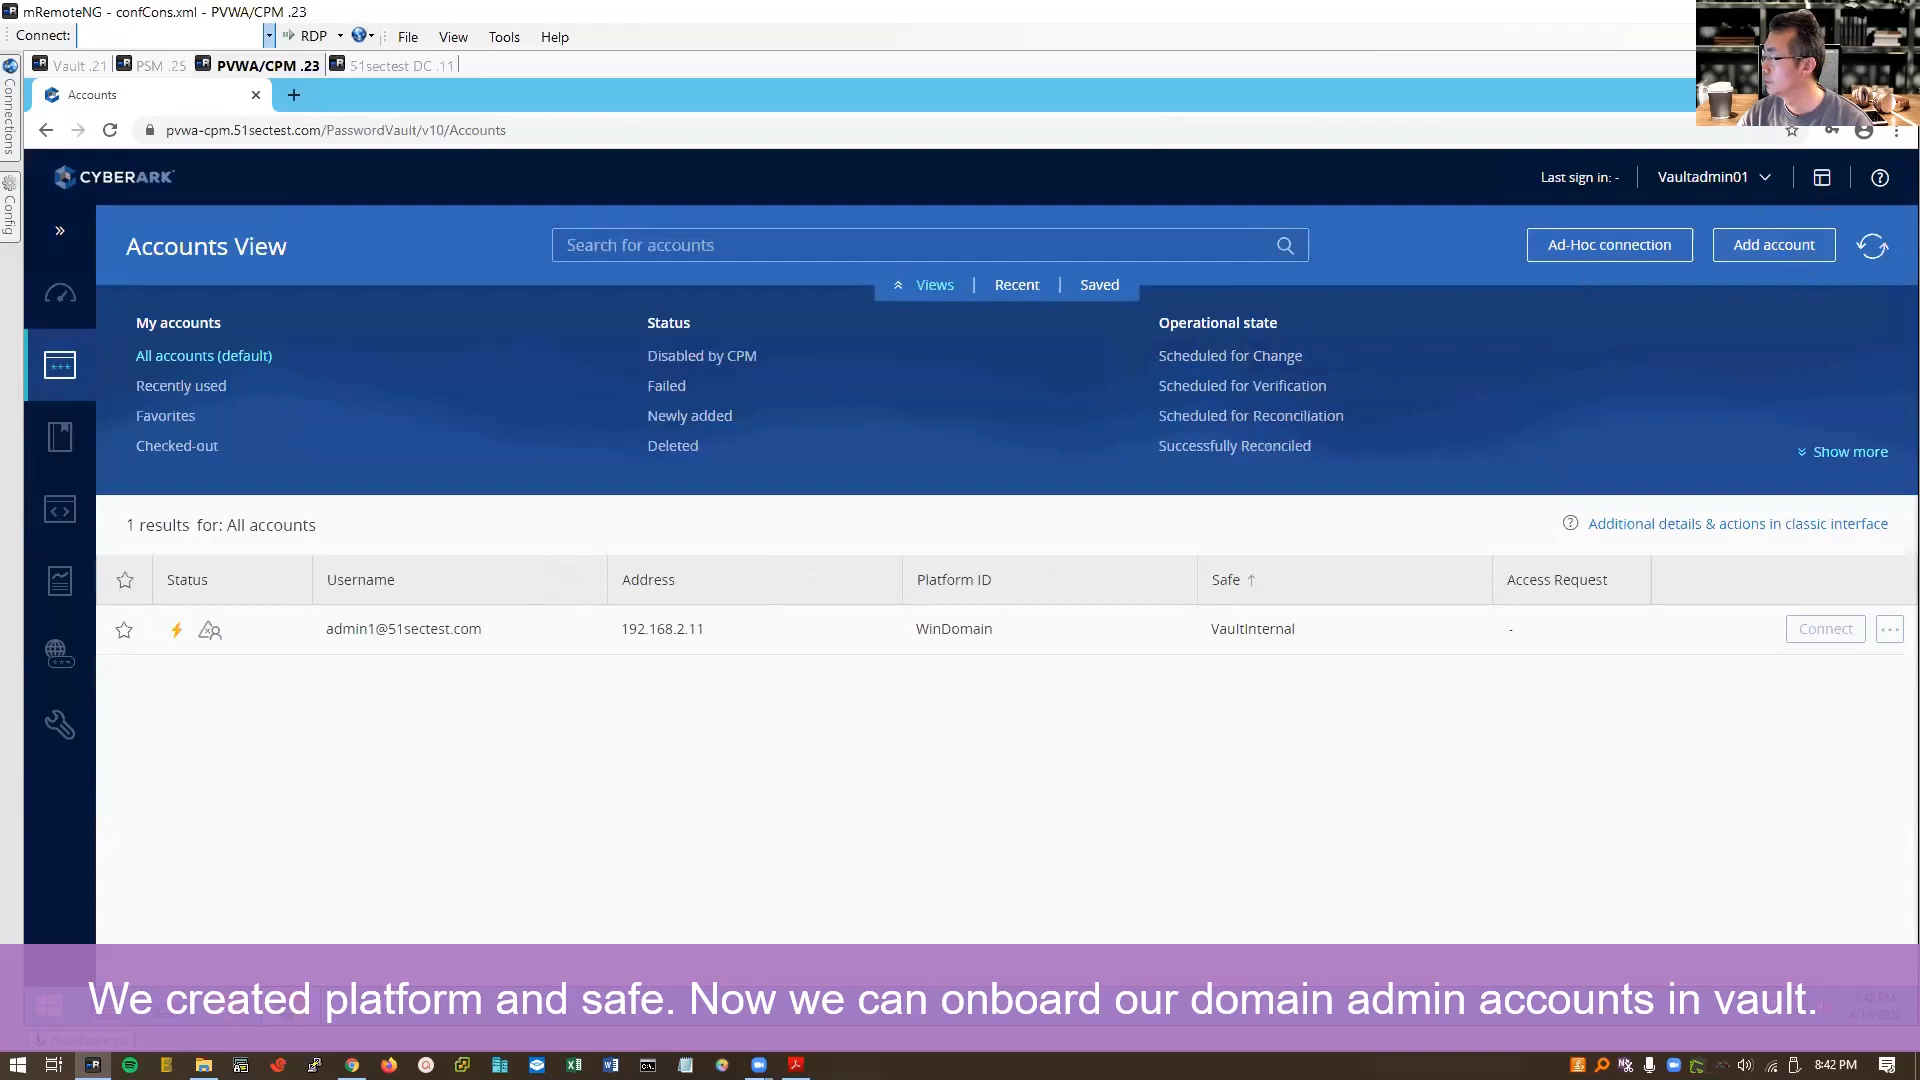 mRemoteNG - confCons.xml - PVWA/CPM .23
Connect: RDP File View Tools Help
Vault .21 PSM .25 PVWA/CPM .23 51sectest DC .11
Connections
Config
Accounts
pvwa-cpm.51sectest.com/PasswordVault/v10/Accounts
CYBERARK
Last sign in: - Vaultadmin01
Accounts View
Search for accounts
Ad-Hoc connection
Add account
Views Recent Saved
My accounts Status Operational state
All accounts (default) Disabled by CPM Scheduled for Change
Recently used Failed Scheduled for Verification
Favorites Newly added Scheduled for Reconciliation
Checked-out Deleted Successfully Reconciled
Show more
1 results for: All accounts
Additional details & actions in classic interface
Status Username Address Platform ID Safe Access Request
admin1@51sectest.com 192.168.2.11 WinDomain VaultInternal - Connect
We created platform and safe. Now we can onboard our domain admin accounts in vault.
8:42 PM